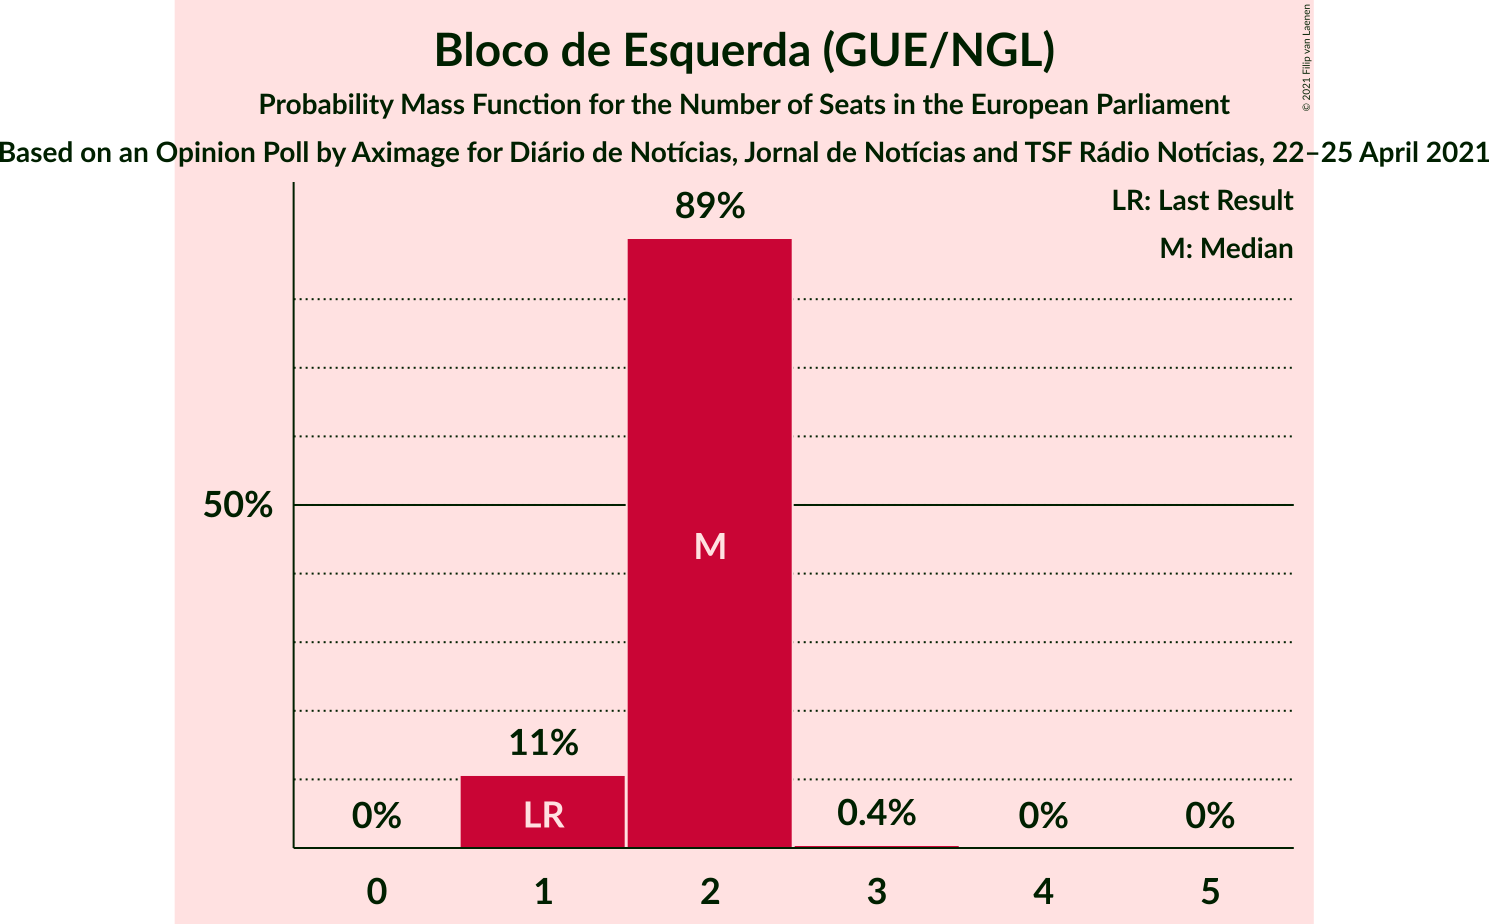 Bloco de Esquerda (GUE/NGL)
Probability Mass Function for the Number of Seats in the European Parliament
Based on an Opinion Poll by Aximage for Diário de Notícias, Jornal de Notícias and TSF Rádio Notícias, 22–25 April 2021
© 2021 Filip van Laenen
LR: Last Result
M: Median
89%
50%
M
11%
0%
LR
0.4%
0%
0%
0 1 2 3 4 5